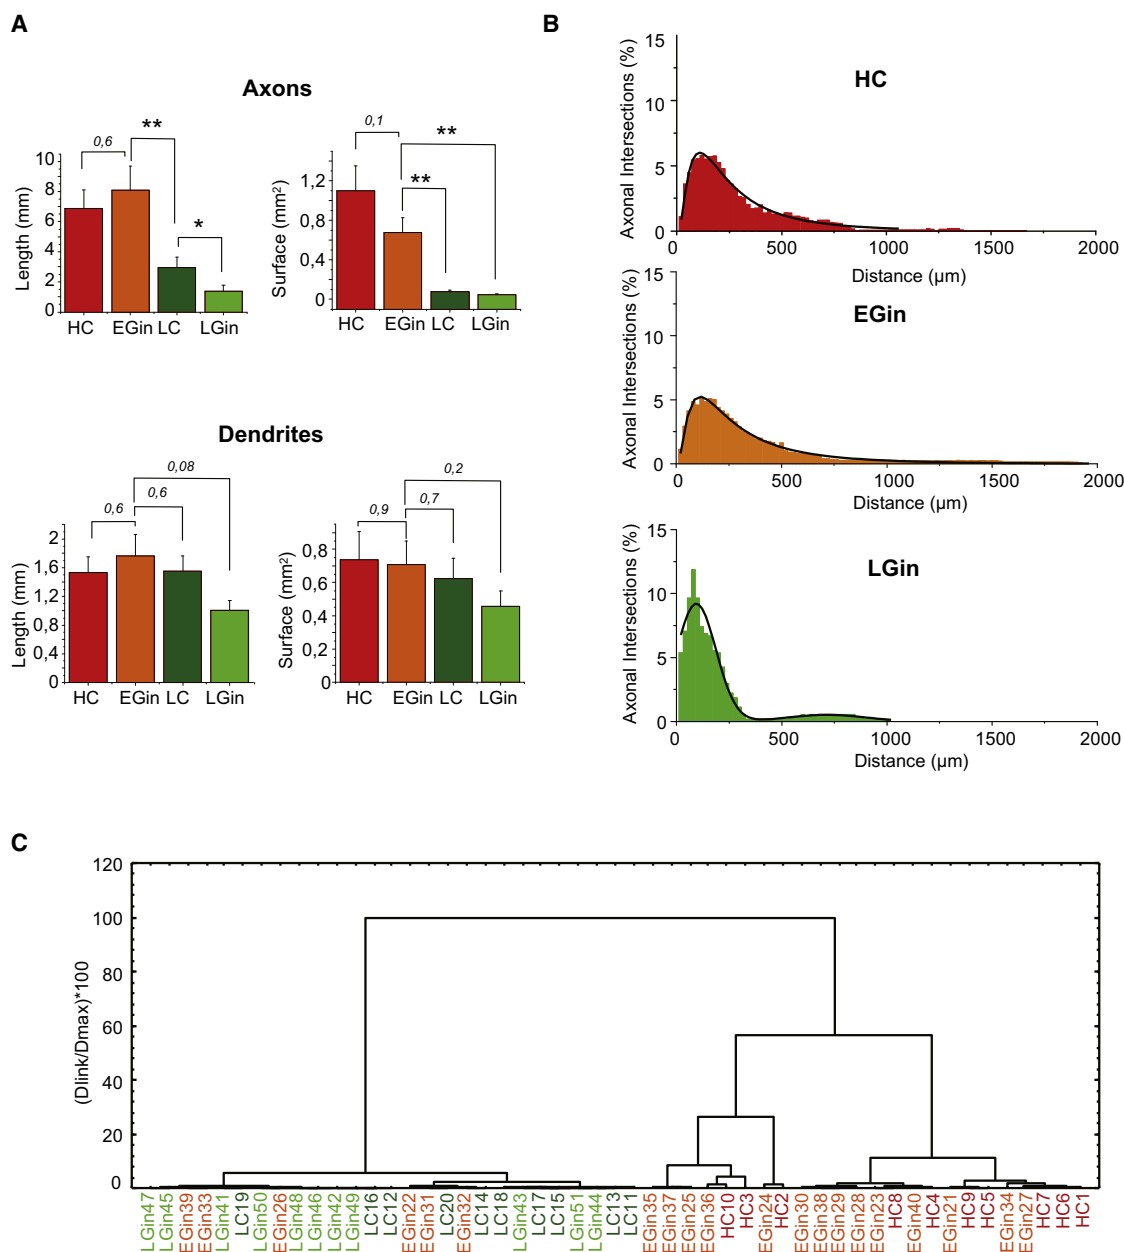 A
Axons
Length (mm)
10
8
6
4
2
0
0,6
**
*
HC EGin LC LGin
Surface (mm²)
1,2
0,8
0,4
0
0,1
**
**
HC EGin LC LGin
Dendrites
Length (mm)
2
1,6
1,2
0,8
0,4
0
0,08
0,6
0,6
HC EGin LC LGin
Surface (mm²)
0,8
0,6
0,4
0,2
0
0,2
0,7
0,9
HC EGin LC LGin
B
HC
Axonal Intersections (%)
15
10
5
0
0 500 1000 1500 2000
Distance (µm)
EGin
Axonal Intersections (%)
15
10
5
0
0 500 1000 1500 2000
Distance (µm)
LGin
Axonal Intersections (%)
15
10
5
0
0 500 1000 1500 2000
Distance (µm)
C
(Dlink/Dmax)*100
120
100
80
60
40
20
0
LGin47
LGin45
EGin39
EGin33
LGin41
LC19
LGin50
EGin26
LGin48
LGin46
LGin42
LGin49
LC16
LC12
EGin22
EGin31
LC20
EGin32
LC14
LC18
LGin43
LC17
LC15
LGin51
LGin44
LC13
LC11
EGin35
EGin37
EGin25
EGin36
HC10
HC3
EGin24
HC2
EGin30
EGin38
EGin29
EGin28
EGin23
HC8
EGin40
HC4
EGin21
HC9
HC5
EGin34
EGin27
HC7
HC6
HC1